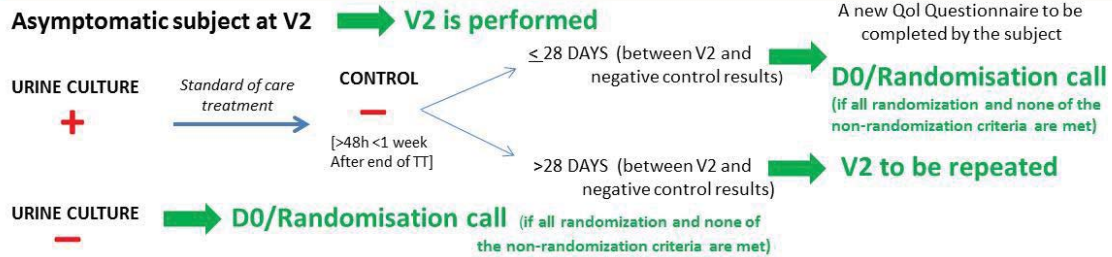 Asymptomatic subject at V2 V2 is performed
A new Qol Questionnaire to be
completed by the subject
URINE CULTURE
+
Standard of care
treatment
CONTROL
−
[>48h <1 week
After end of TT]
≤28 DAYS (between V2 and
negative control results)
D0/Randomisation call
(if all randomization and none of the
non-randomization criteria are met)
>28 DAYS (between V2 and
negative control results)
V2 to be repeated
URINE CULTURE
−
D0/Randomisation call (if all randomization and none of
the non-randomization criteria are met)